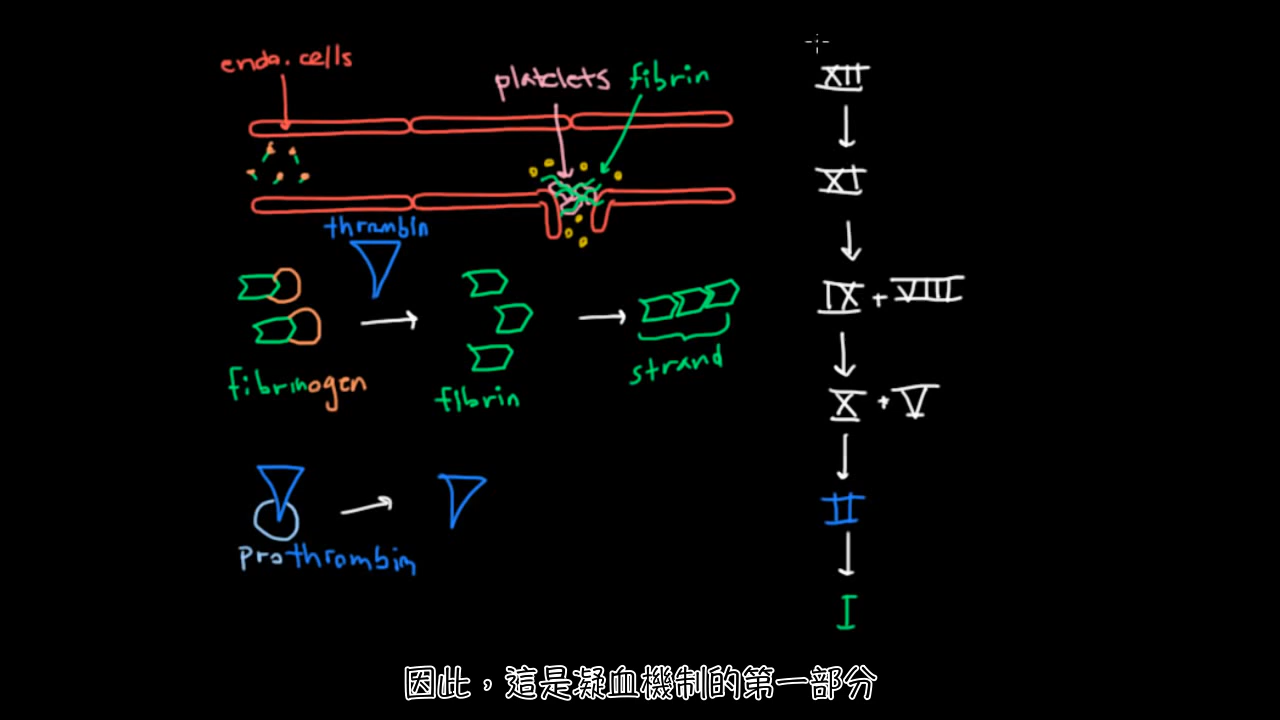 endo. cells
platelets fibrin
thrombin
fibrinogen
fibrin
strand
prothrombin
XII
XI
IX + VIII
X + V
II
I
因此，這是凝血機制的第一部分